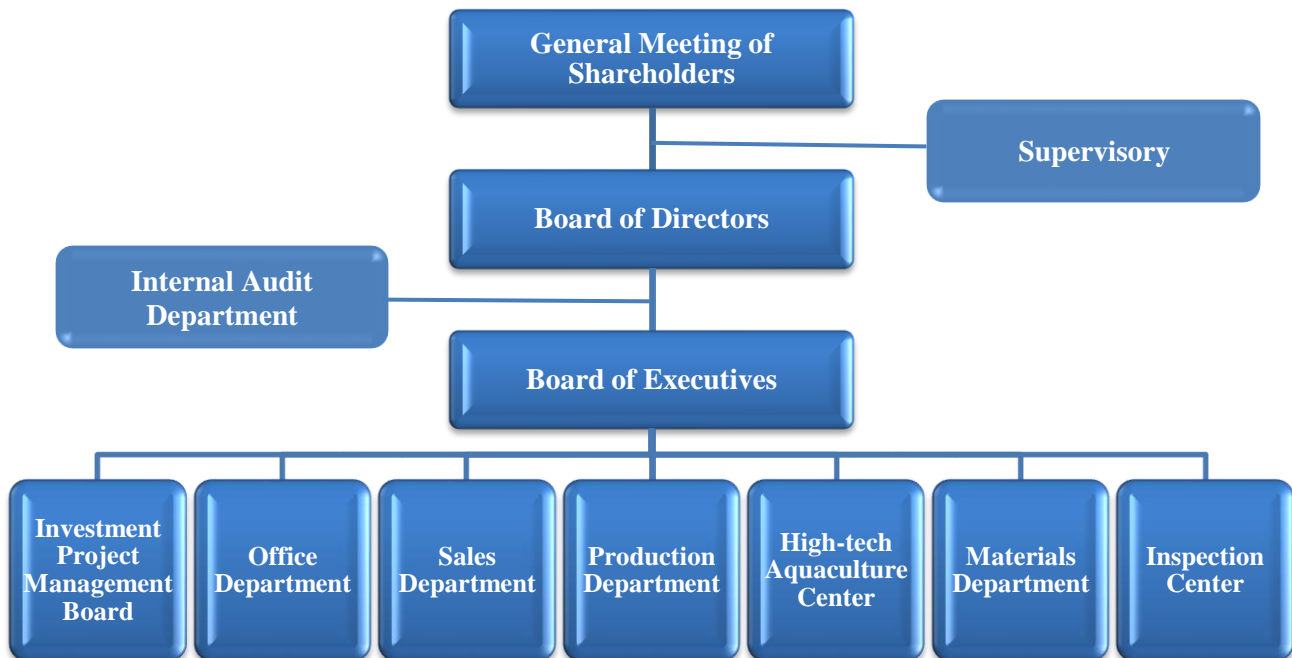 General Meeting of
Shareholders
Supervisory
Board of Directors
Internal Audit
Department
Board of Executives
Investment
Project
Management
Board
Office
Department
Sales
Department
Production
Department
High-tech
Aquaculture
Center
Materials
Department
Inspection
Center